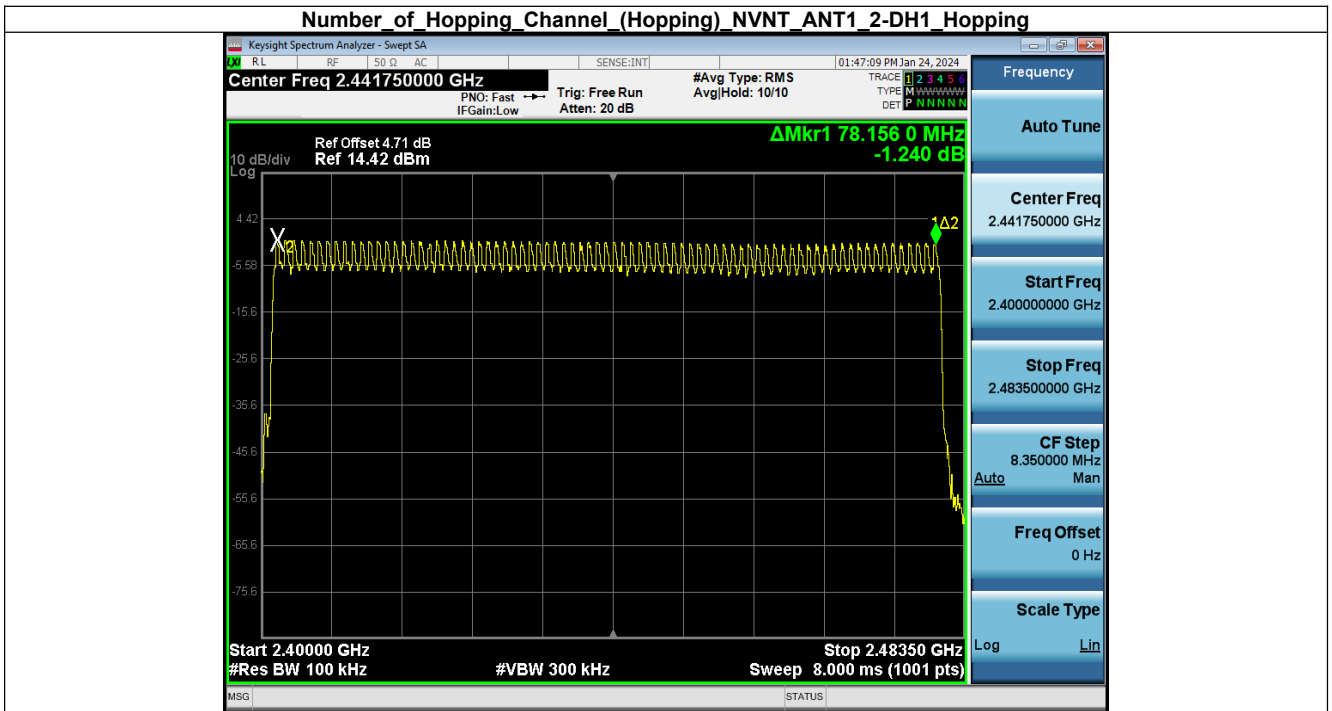 Number_of_Hopping_Channel_(Hopping)_NVNT_ANT1_2-DH1_Hopping
Keysight Spectrum Analyzer - Swept SA
LXI RL RF 50 Ω AC SENSE:INT 01:47:09 PM Jan 24, 2024
Center Freq 2.441750000 GHz
PNO: Fast
IFGain:Low
Trig: Free Run
Atten: 20 dB
#Avg Type: RMS
Avg|Hold: 10/10
TRACE 1 2 3 4 5 6
TYPE M W W W W W
DET P N N N N N
ΔMkr1 78.156 0 MHz
-1.240 dB
Ref Offset 4.71 dB
10 dB/div Ref 14.42 dBm
Log
4.42
-5.58
-15.6
-25.6
-35.6
-45.6
-55.6
-65.6
-75.6
X2
1Δ2
Start 2.40000 GHz
Stop 2.48350 GHz
#Res BW 100 kHz
#VBW 300 kHz
Sweep 8.000 ms (1001 pts)
MSG
STATUS
Frequency
Auto Tune
Center Freq
2.441750000 GHz
Start Freq
2.400000000 GHz
Stop Freq
2.483500000 GHz
CF Step
8.350000 MHz
Auto Man
Freq Offset
0 Hz
Scale Type
Log Lin